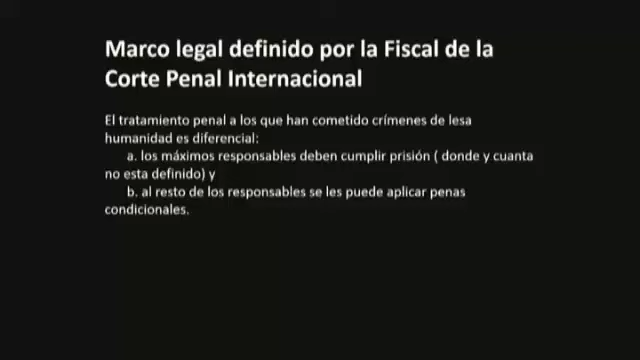 Marco legal definido por la Fiscal de la
Corte Penal Internacional
El tratamiento penal a los que han cometido crímenes de lesa
humanidad es diferencial:
a. los máximos responsables deben cumplir prisión ( donde y cuanta
no esta definido) y
b. al resto de los responsables se les puede aplicar penas
condicionales.